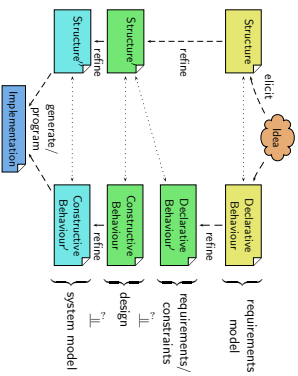 Idea
elicit
Structure
Declarative
Behaviour
requirements
model
refine
refine
Declarative
Behaviour'
requirements/
constraints
?
⊨
Structure'
Constructive
Behaviour
design
refine
refine
?
⊨
Structure''
Constructive
Behaviour'
system model
generate/
program
Implementation